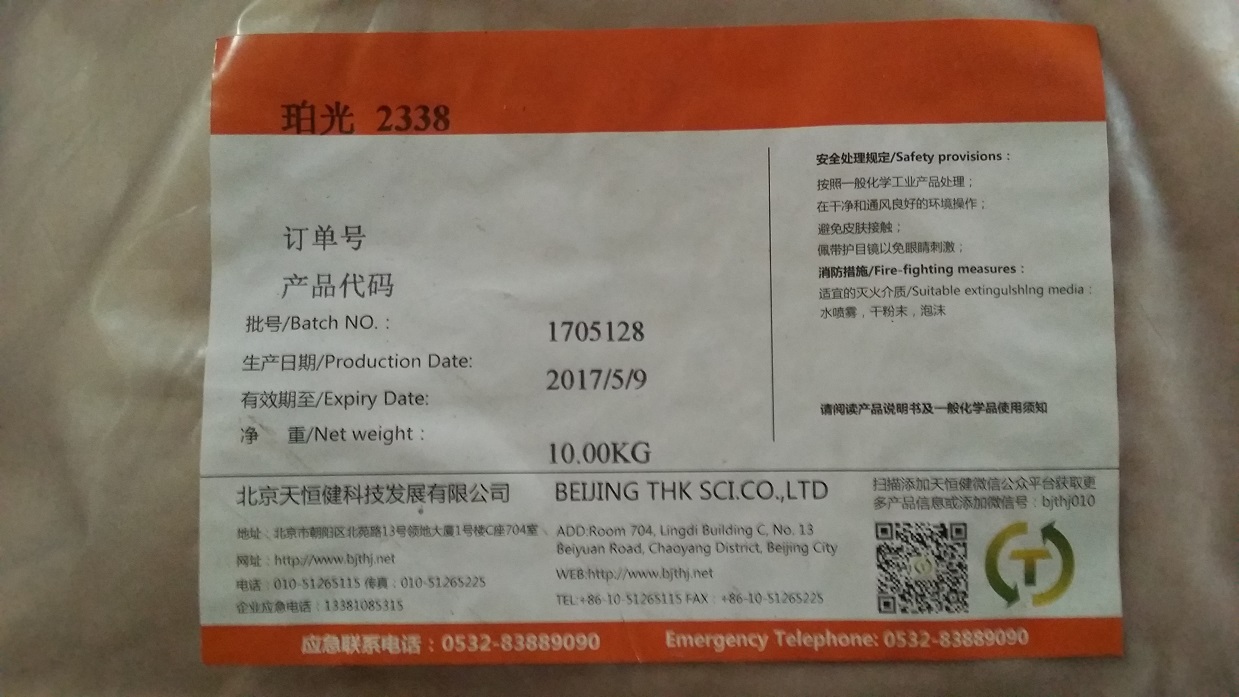 珀光 2338
订单号
产品代码
批号/Batch NO.：
1705128
生产日期/Production Date:
2017/5/9
有效期至/Expiry Date:
净 重/Net weight：
10.00KG
安全处理规定/Safety provisions：
按照一般化学工业产品处理；
在干净和通风良好的环境操作；
避免皮肤接触；
佩带护目镜以免眼睛刺激；
消防措施/Fire-fighting measures：
适宜的灭火介质/Suitable extingulshlng media：
水喷雾，干粉末，泡沫
请阅读产品说明书及一般化学品使用须知
北京天恒健科技发展有限公司
地址：北京市朝阳区北苑路13号领地大厦1号楼C座704室
网址：http://www.bjthj.net
电话：010-51265115 传真：010-51265225
企业应急电话：13381085315
BEIJING THK SCI.CO.,LTD
ADD:Room 704, Lingdi Building C, No. 13
Beiyuan Road, Chaoyang District, Beijing City
WEB:http://www.bjthj.net
TEL:+86-10-51265115 FAX：+86-10-51265225
扫描添加天恒健微信公众平台获取更
多产品信息或添加微信号：bjthj010
T
应急联系电话：0532-83889090
Emergency Telephone: 0532-83889090